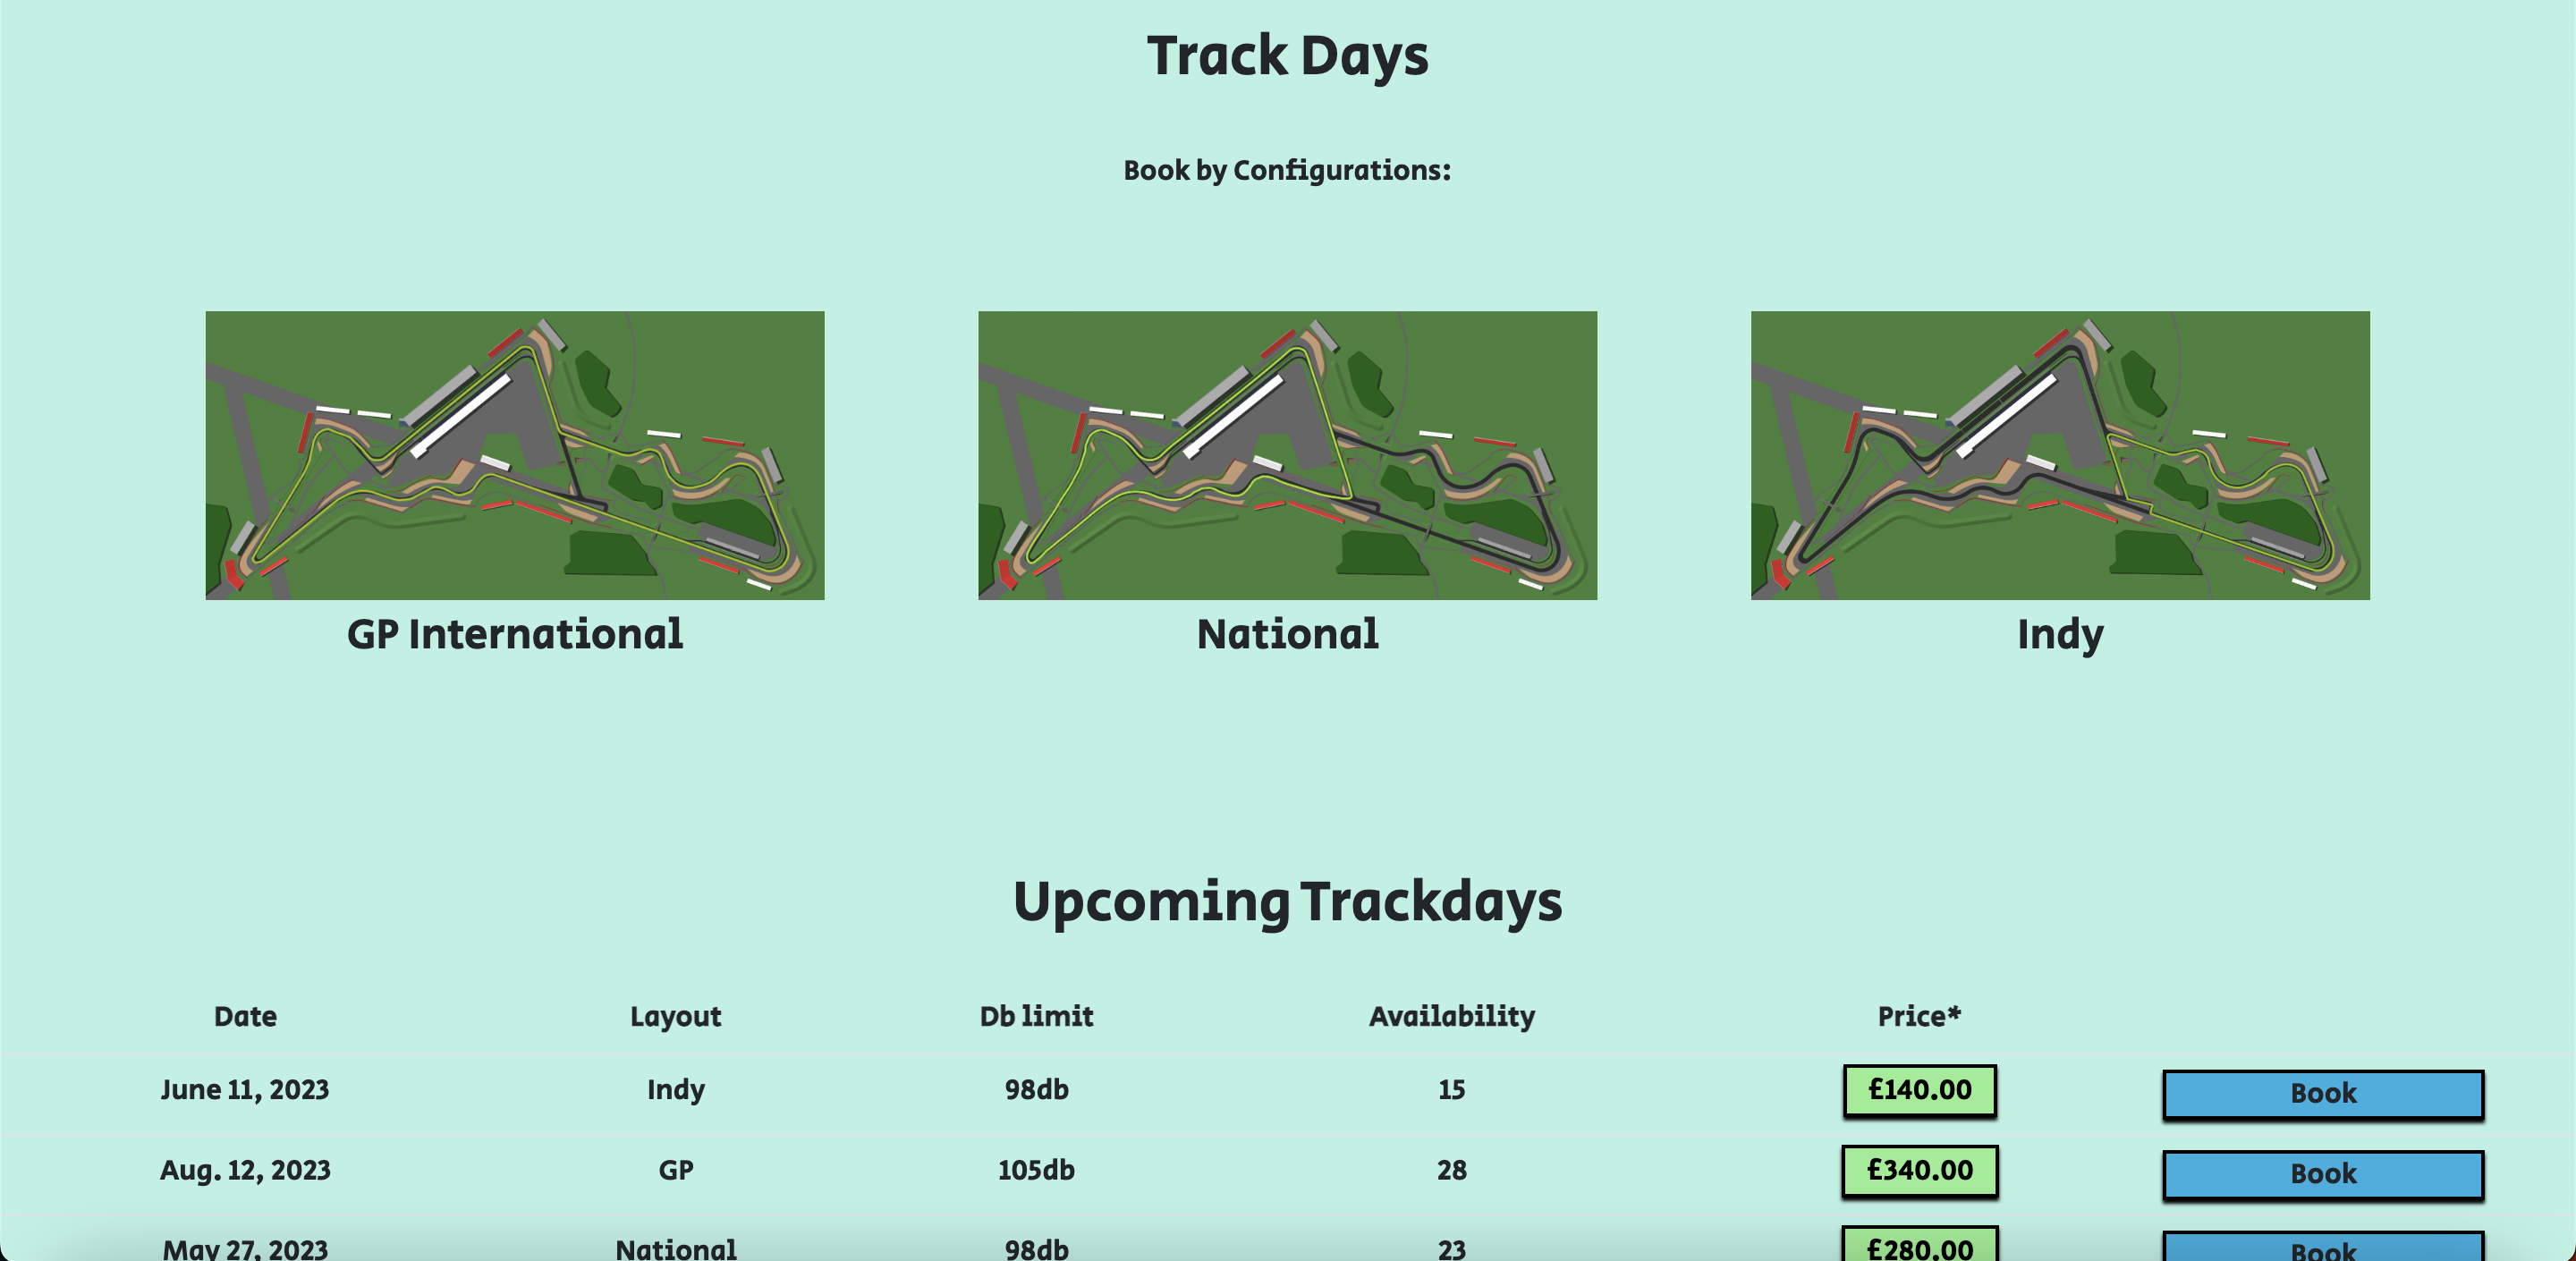 Track Days
Book by Configurations:
GP International
National
Indy
Upcoming Trackdays
Date Layout Db limit Availability Price*
June 11, 2023 Indy 98db 15 £140.00 Book
Aug. 12, 2023 GP 105db 28 £340.00 Book
May 27, 2023 National 98db 23 £280.00 Book